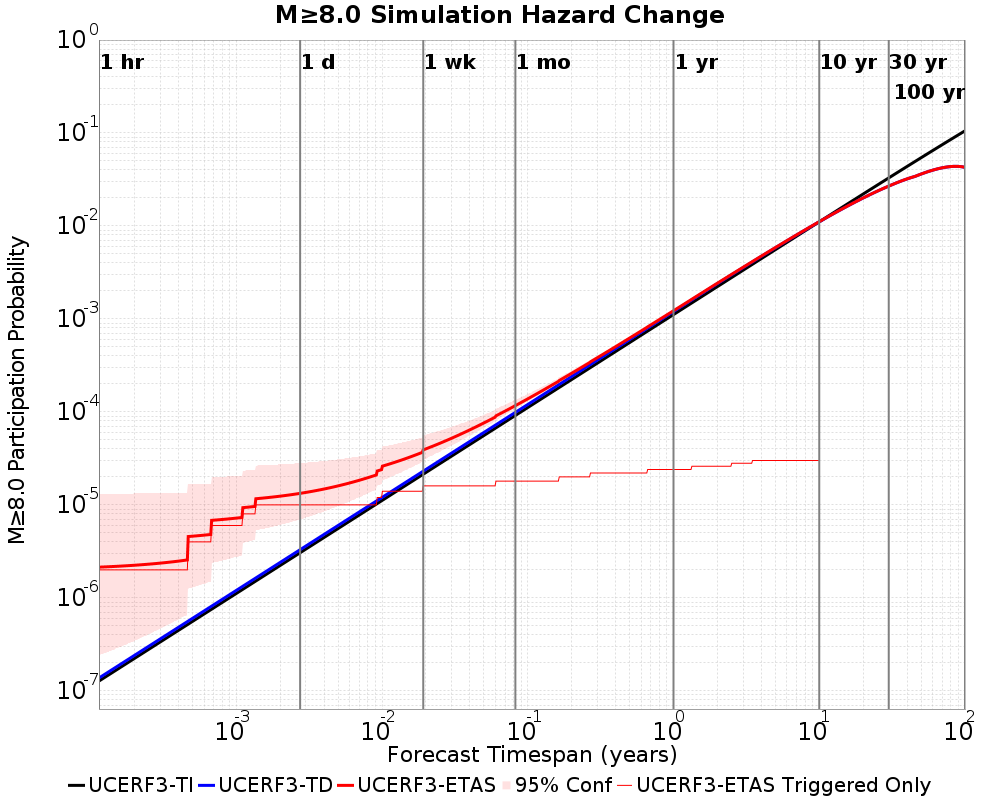 M≥8.0 Simulation Hazard Change
10^0
1 hr 1 d 1 wk 1 mo 1 yr 10 yr 30 yr
100 yr
10^-1
10^-2
10^-3
10^-4
10^-5
10^-6
10^-7
M≥8.0 Participation Probability
10^-3 10^-2 10^-1 10^0 10^1 10^2
Forecast Timespan (years)
UCERF3-TI UCERF3-TD UCERF3-ETAS 95% Conf UCERF3-ETAS Triggered Only